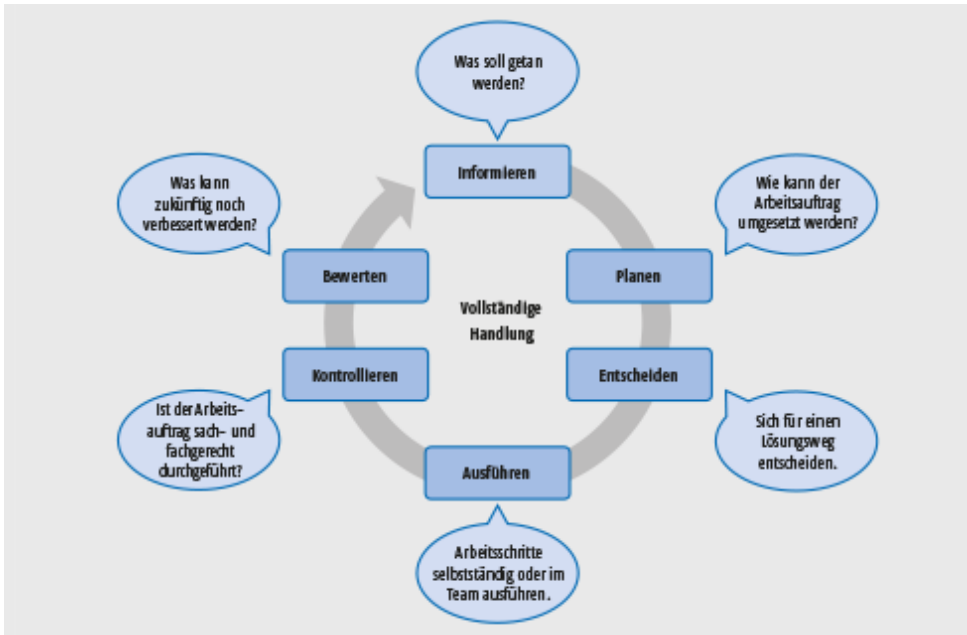 Was soll getan
werden?
Informieren
Wie kann der
Arbeitsauftrag
umgesetzt werden?
Planen
Entscheiden
Sich für einen
Lösungsweg
entscheiden.
Ausführen
Arbeitsschritte
selbstständig oder im
Team ausführen.
Kontrollieren
Ist der Arbeits-
auftrag sach- und
fachgerecht
durchgeführt?
Bewerten
Was kann
zukünftig noch
verbessert werden?
Vollständige
Handlung